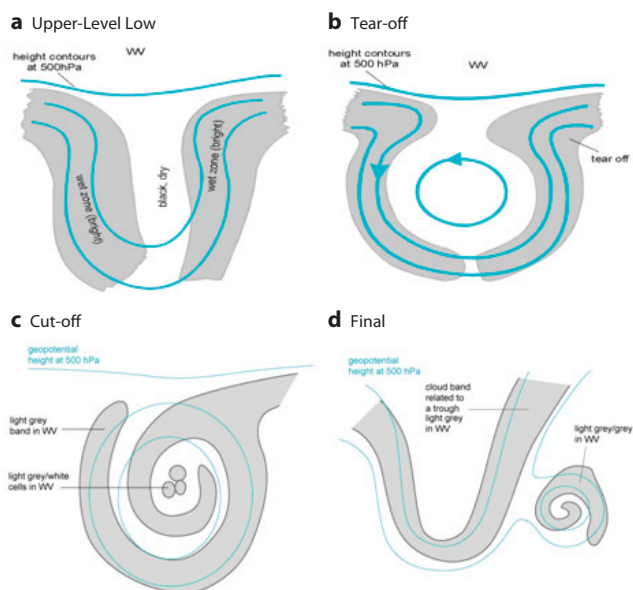 a Upper-Level Low
WV
height contours
at 500hPa
wet zone (bright)
black, dry
wet zone (bright)
b Tear-off
height contours
at 500 hPa
WV
tear off
c Cut-off
geopotential
height at 500 hPa
light grey
band in WV
light grey/white
cells in WV
d Final
geopotential
height at 500 hPa
cloud band
related to
a trough
light grey
in WV
light grey/grey
in WV